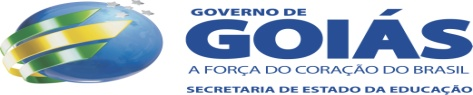 GOVERNO DE
GOIÁS
A FORÇA DO CORAÇÃO DO BRASIL
SECRETARIA DE ESTADO DA EDUCAÇÃO